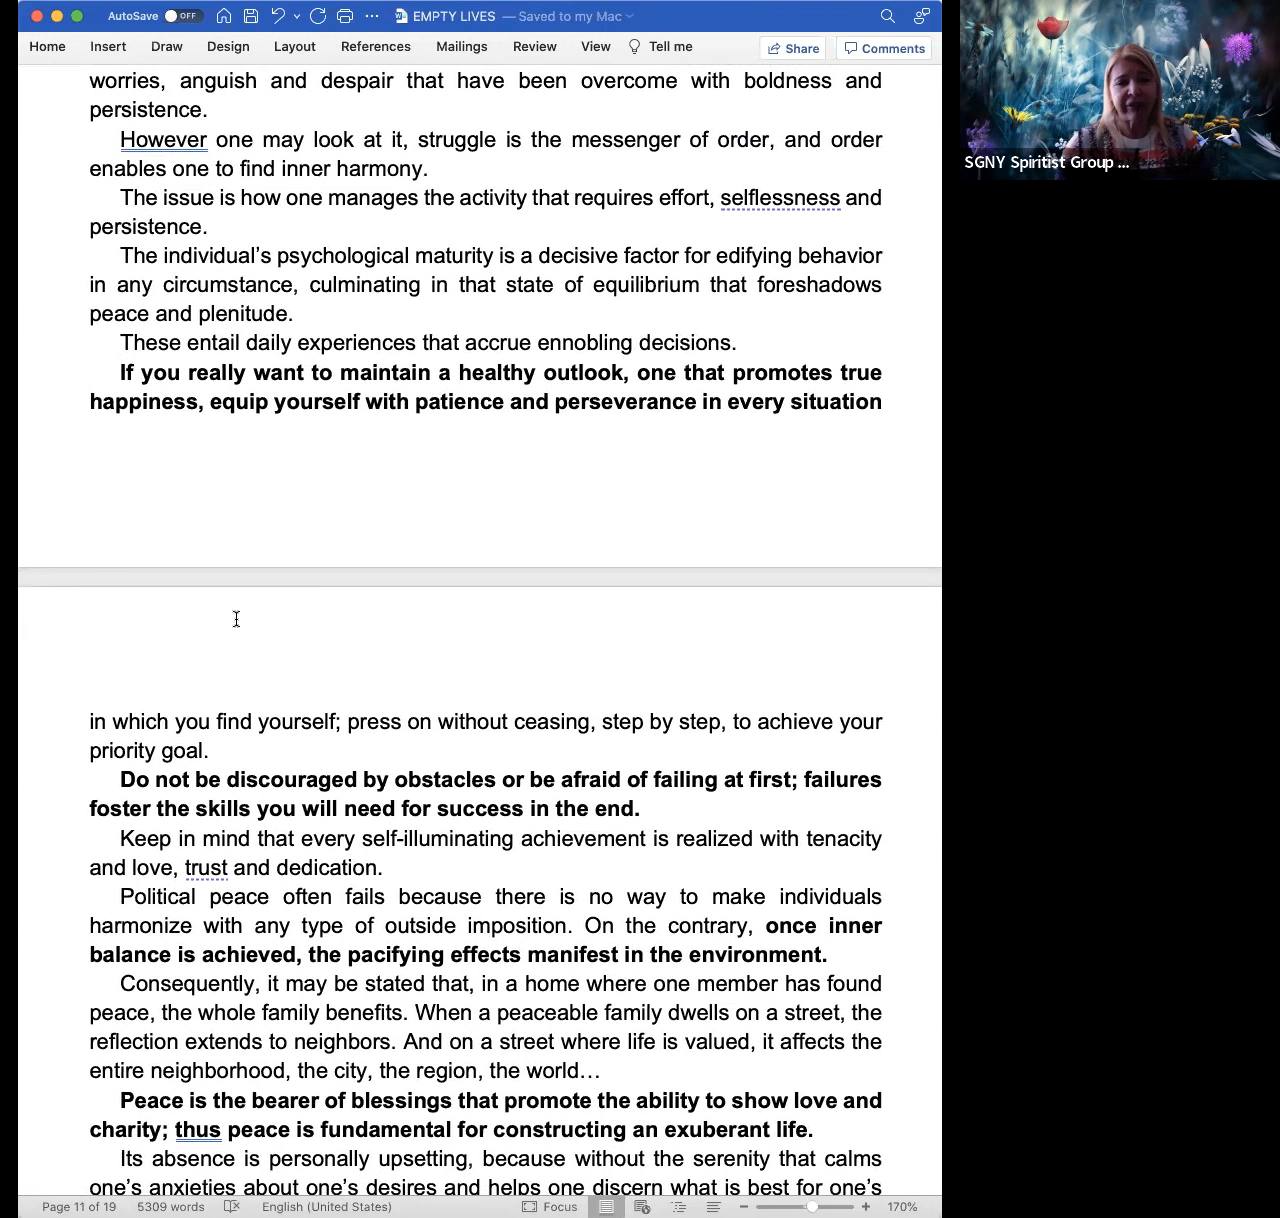 AutoSave OFF EMPTY LIVES — Saved to my Mac
Home Insert Draw Design Layout References Mailings Review View Tell me Share Comments
worries, anguish and despair that have been overcome with boldness and
persistence.
However one may look at it, struggle is the messenger of order, and order
enables one to find inner harmony.
The issue is how one manages the activity that requires effort, selflessness and
persistence.
The individual's psychological maturity is a decisive factor for edifying behavior
in any circumstance, culminating in that state of equilibrium that foreshadows
peace and plenitude.
These entail daily experiences that accrue ennobling decisions.
If you really want to maintain a healthy outlook, one that promotes true
happiness, equip yourself with patience and perseverance in every situation
in which you find yourself; press on without ceasing, step by step, to achieve your
priority goal.
Do not be discouraged by obstacles or be afraid of failing at first; failures
foster the skills you will need for success in the end.
Keep in mind that every self-illuminating achievement is realized with tenacity
and love, trust and dedication.
Political peace often fails because there is no way to make individuals
harmonize with any type of outside imposition. On the contrary, once inner
balance is achieved, the pacifying effects manifest in the environment.
Consequently, it may be stated that, in a home where one member has found
peace, the whole family benefits. When a peaceable family dwells on a street, the
reflection extends to neighbors. And on a street where life is valued, it affects the
entire neighborhood, the city, the region, the world…
Peace is the bearer of blessings that promote the ability to show love and
charity; thus peace is fundamental for constructing an exuberant life.
Its absence is personally upsetting, because without the serenity that calms
one's anxieties about one's desires and helps one discern what is best for one's
Page 11 of 19 5309 words English (United States) Focus 170%
SGNY Spiritist Group ...